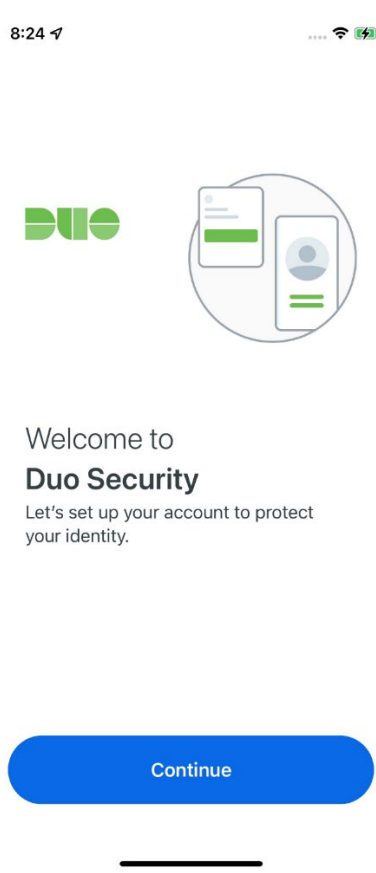 8:24
DUO
Welcome to
Duo Security
Let's set up your account to protect
your identity.
Continue